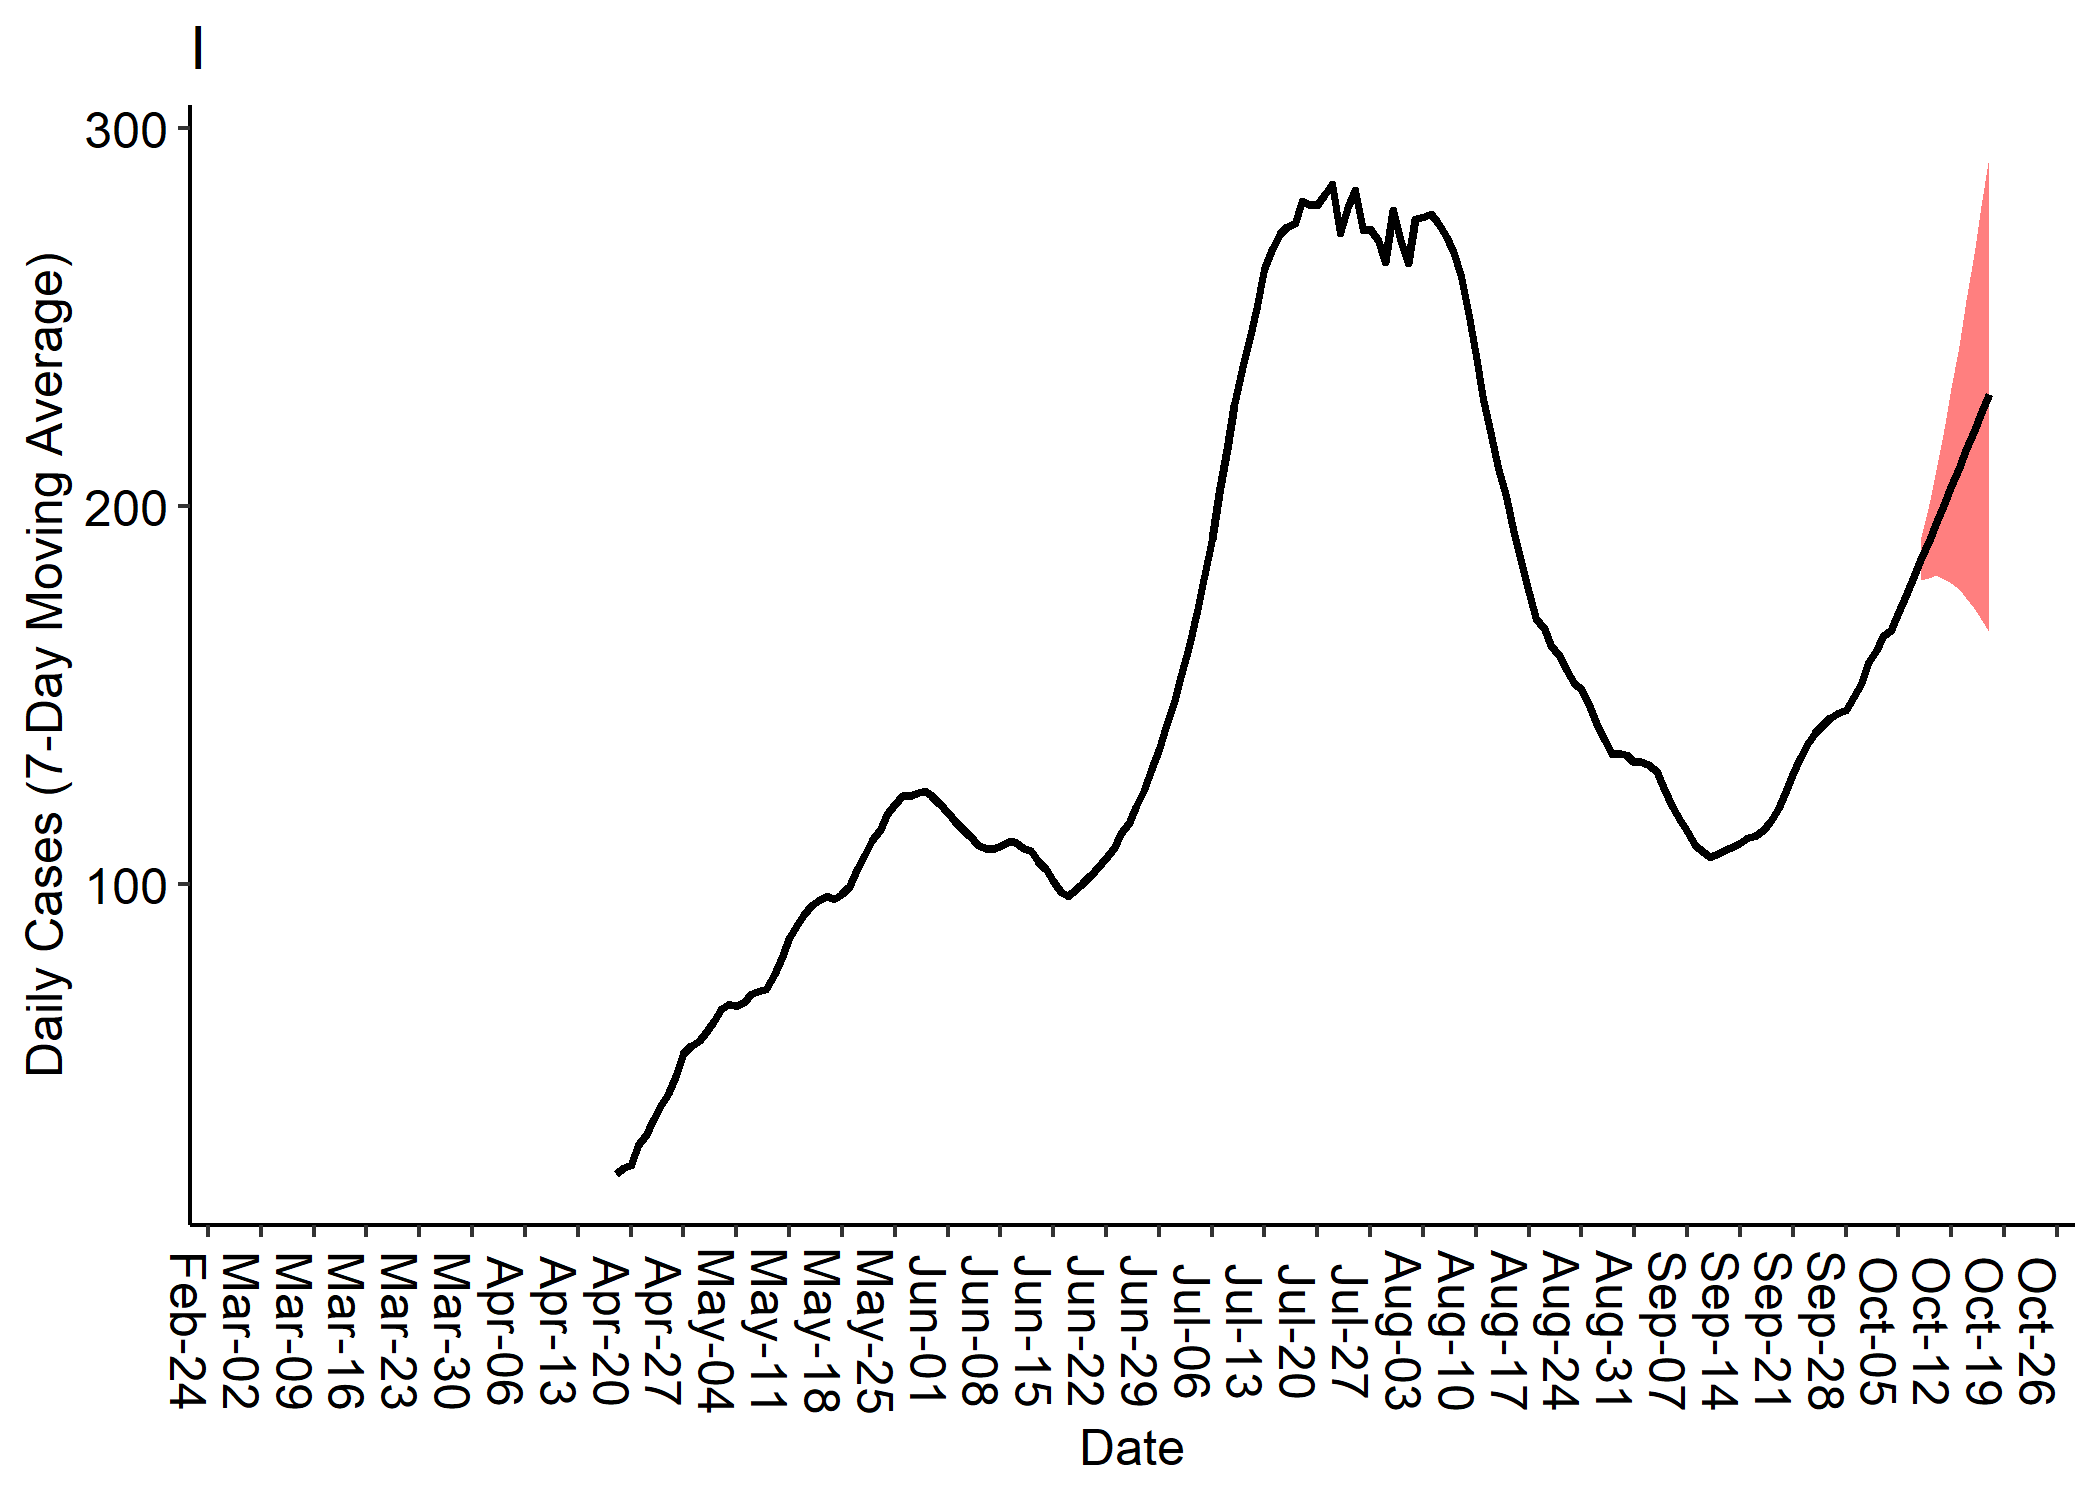 I
Daily Cases (7-Day Moving Average)
300
200
100
Feb-24
Mar-02
Mar-09
Mar-16
Mar-23
Mar-30
Apr-06
Apr-13
Apr-20
Apr-27
May-04
May-11
May-18
May-25
Jun-01
Jun-08
Jun-15
Jun-22
Jun-29
Jul-06
Jul-13
Jul-20
Jul-27
Aug-03
Aug-10
Aug-17
Aug-24
Aug-31
Sep-07
Sep-14
Sep-21
Sep-28
Oct-05
Oct-12
Oct-19
Oct-26
Date